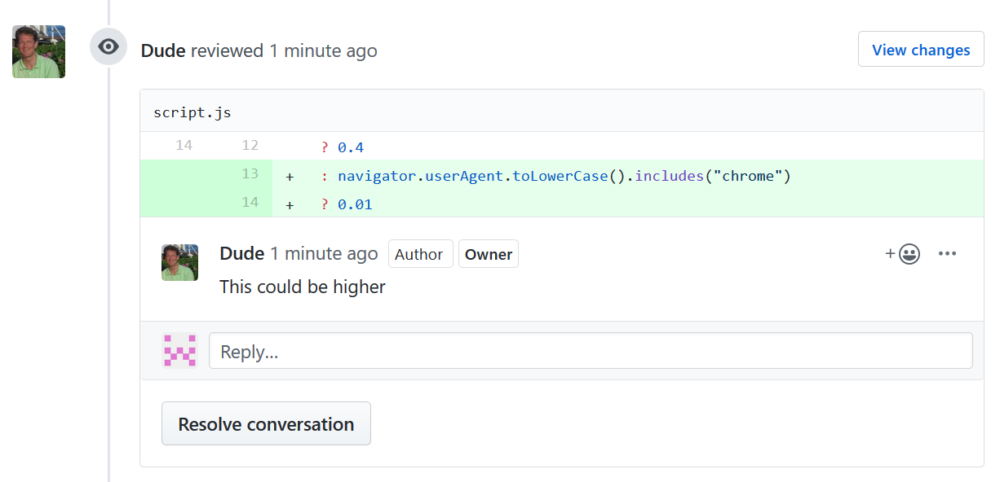 Dude reviewed 1 minute ago View changes
script.js
14 12 ? 0.4
13 + : navigator.userAgent.toLowerCase().includes("chrome")
14 + ? 0.01
Dude 1 minute ago Author Owner + ...
This could be higher
Reply...
Resolve conversation